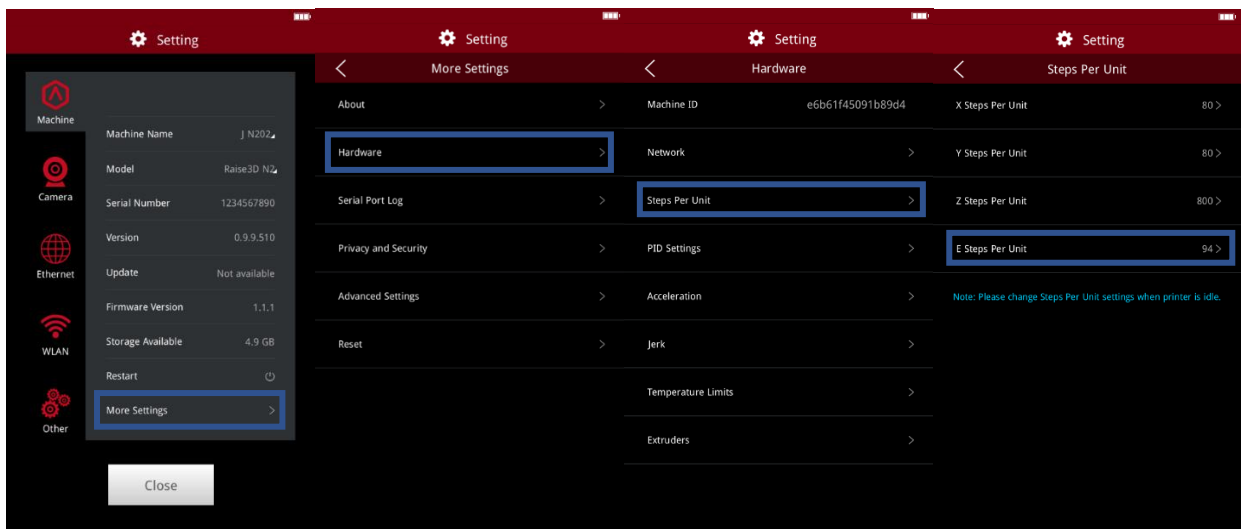 Setting
Machine
Camera
Ethernet
WLAN
Other
Machine Name J N202
Model Raise3D N2
Serial Number 1234567890
Version 0.9.9.510
Update Not available
Firmware Version 1.1.1
Storage Available 4.9 GB
Restart
More Settings >
Close
Setting
< More Settings
About >
Hardware >
Serial Port Log >
Privacy and Security >
Advanced Settings >
Reset >
Setting
< Hardware
Machine ID e6b61f45091b89d4
Network >
Steps Per Unit >
PID Settings >
Acceleration >
Jerk >
Temperature Limits >
Extruders >
Setting
< Steps Per Unit
X Steps Per Unit 80 >
Y Steps Per Unit 80 >
Z Steps Per Unit 800 >
E Steps Per Unit 94 >
Note: Please change Steps Per Unit settings when printer is idle.